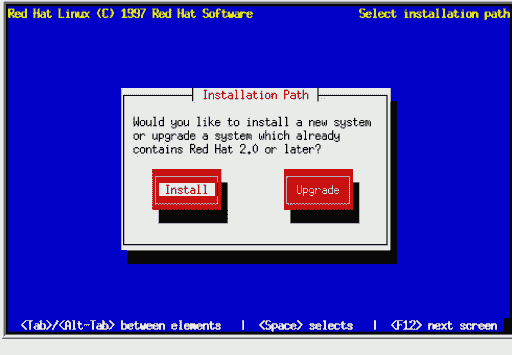 Red Hat Linux (C) 1997 Red Hat Software Select installation path
Installation Path
Would you like to install a new system
or upgrade a system which already
contains Red Hat 2.0 or later?
Install Upgrade
<Tab>/<Alt-Tab> between elements | <Space> selects | <F12> next screen